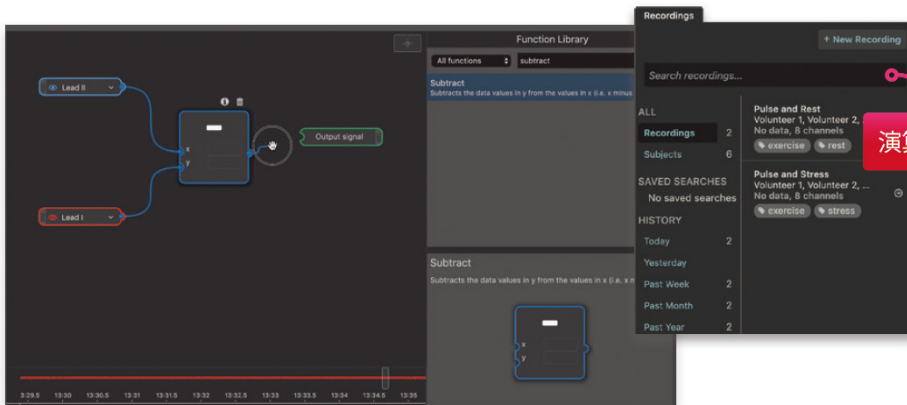 Function Library
All functions
subtract
Subtract
Subtracts the data values in y from the values in x (i.e. x minus
Lead II
x
y
Output signal
Lead I
Subtract
Subtracts the data values in y from the values in x (i.e. x
x
y
3:29.5 13:30 13:30.5 13:31 13:31.5 13:32 13:32.5 13:33 13:33.5 13:34 13:34.5 13:35
Recordings
+ New Recording
Search recordings...
ALL
Recordings 2
Subjects 6
SAVED SEARCHES
No saved searches
HISTORY
Today 2
Yesterday
Past Week 2
Past Month 2
Past Year 2
Pulse and Rest
Volunteer 1, Volunteer 2,
No data, 8 channels
exercise rest
Pulse and Stress
Volunteer 1, Volunteer 2, ...
No data, 8 channels
exercise stress
演算